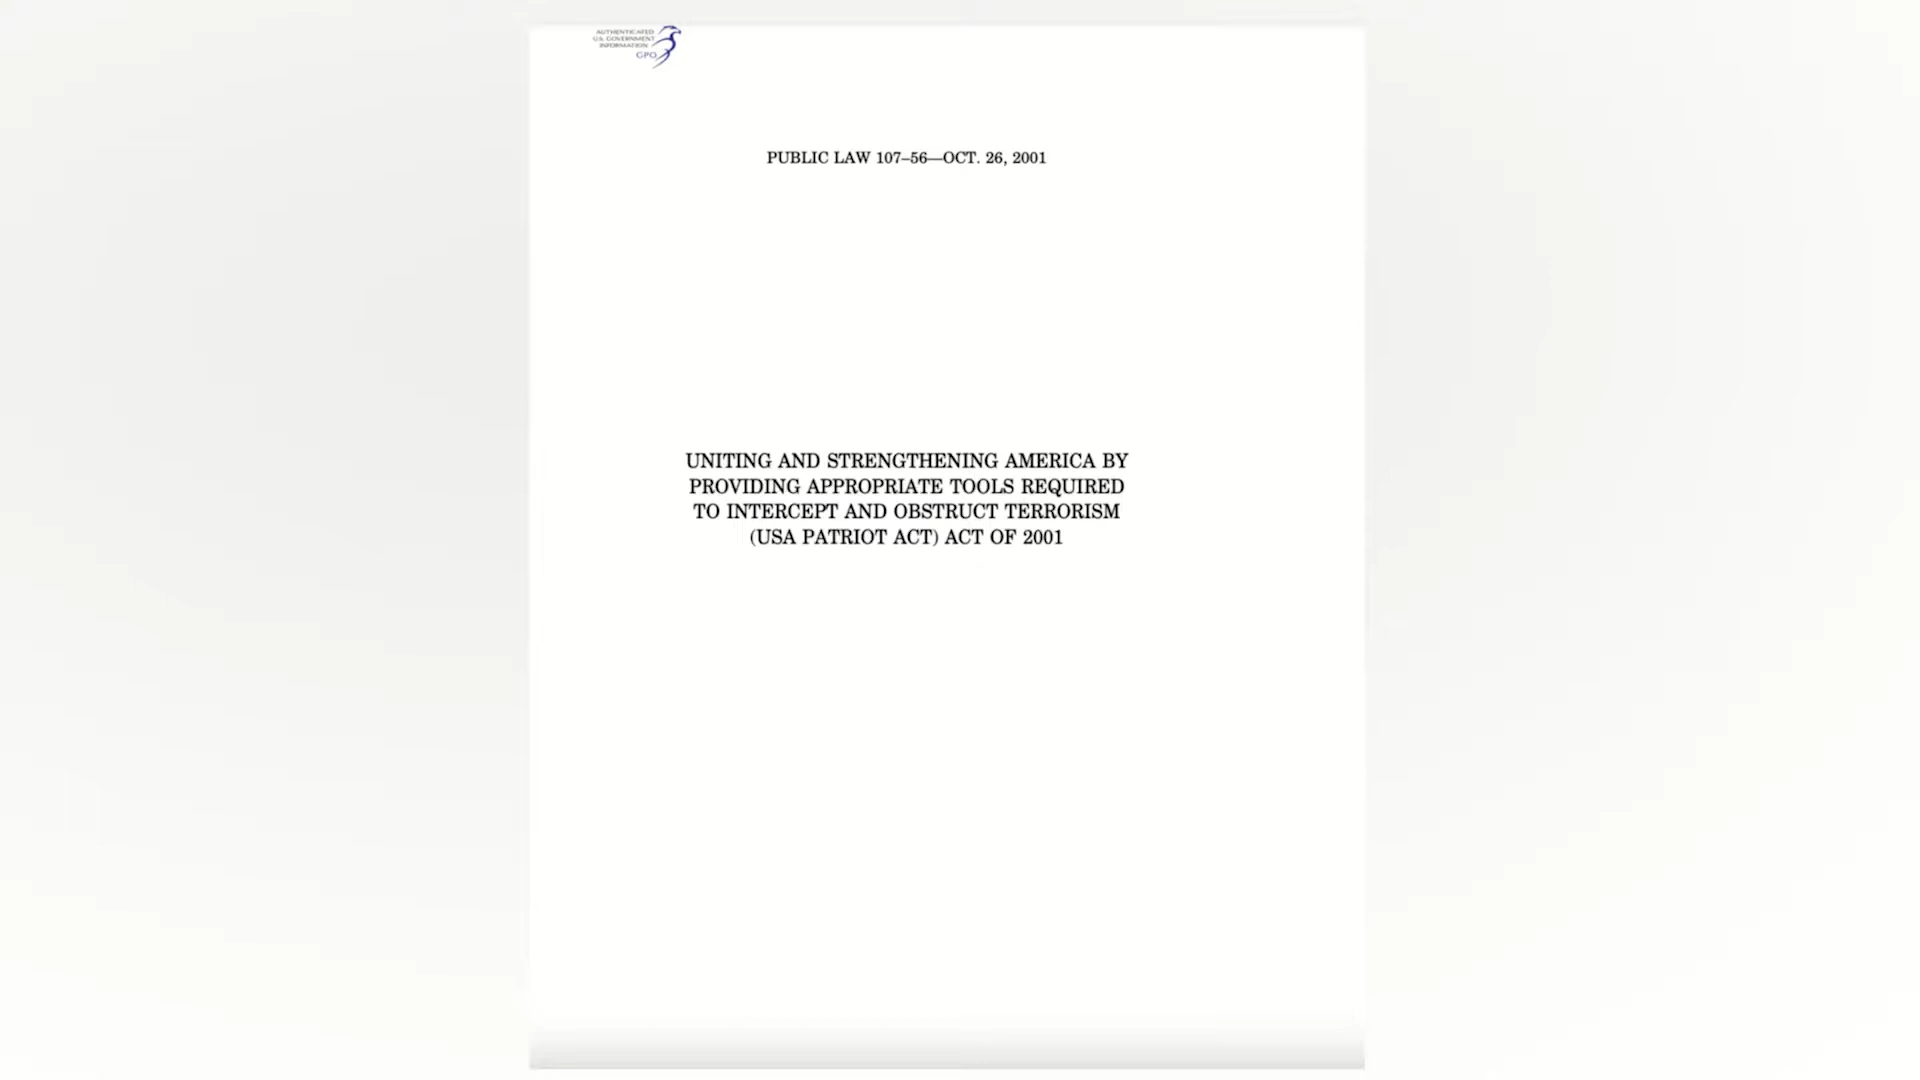 AUTHENTICATED
U.S. GOVERNMENT
INFORMATION
GPO
PUBLIC LAW 107–56—OCT. 26, 2001
UNITING AND STRENGTHENING AMERICA BY
PROVIDING APPROPRIATE TOOLS REQUIRED
TO INTERCEPT AND OBSTRUCT TERRORISM
(USA PATRIOT ACT) ACT OF 2001